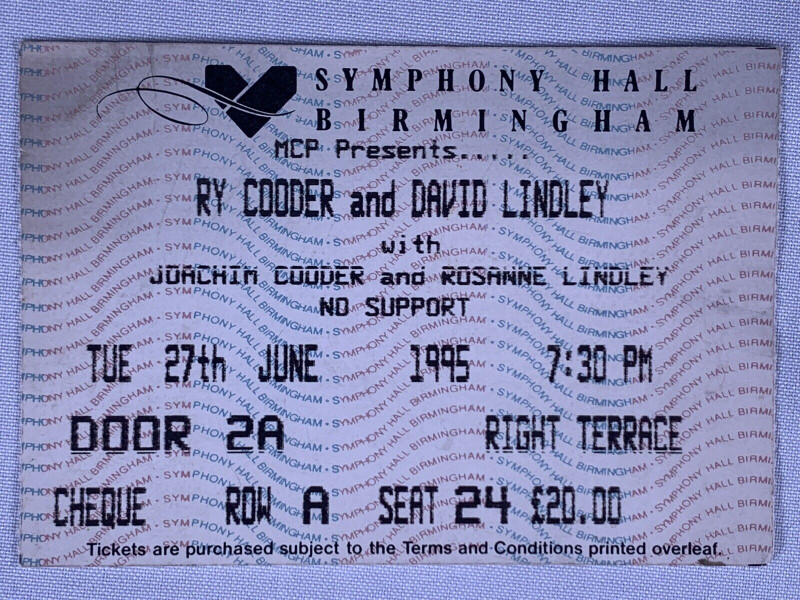 SYMPHONY HALL
BIRMINGHAM
MCP Presents.....
RY COODER and DAVID LINDLEY
with
JOACHIM COODER and ROSANNE LINDLEY
NO SUPPORT
TUE 27th JUNE 1995 7:30 PM
DOOR 2A RIGHT TERRACE
CHEQUE ROW A SEAT 24 £20.00
Tickets are purchased subject to the Terms and Conditions printed overleaf.